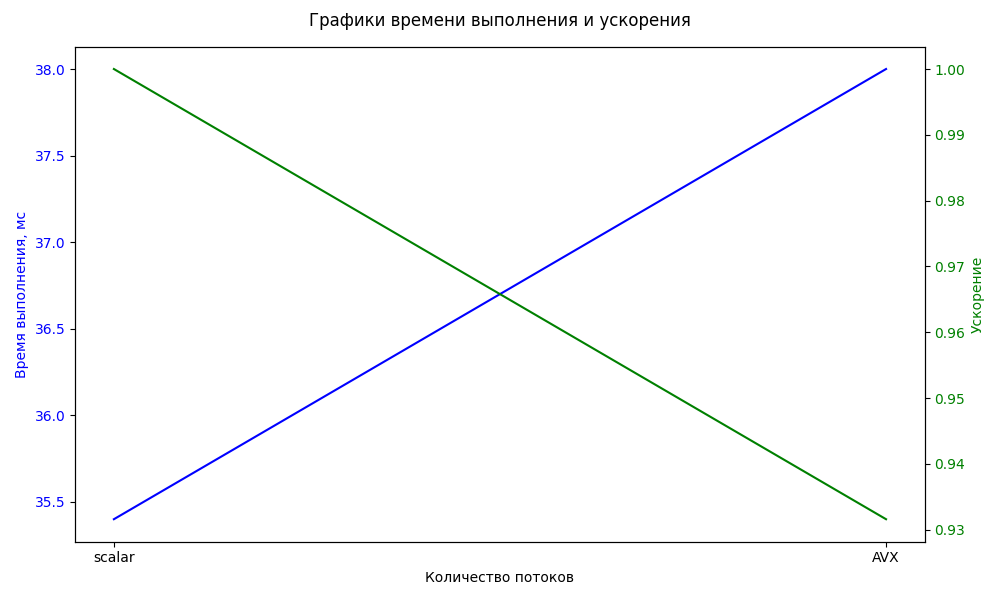 Графики времени выполнения и ускорения
38.0
37.5
37.0
36.5
36.0
35.5
Время выполнения, мс
1.00
0.99
0.98
0.97
0.96
0.95
0.94
0.93
Ускорение
scalar
AVX
Количество потоков